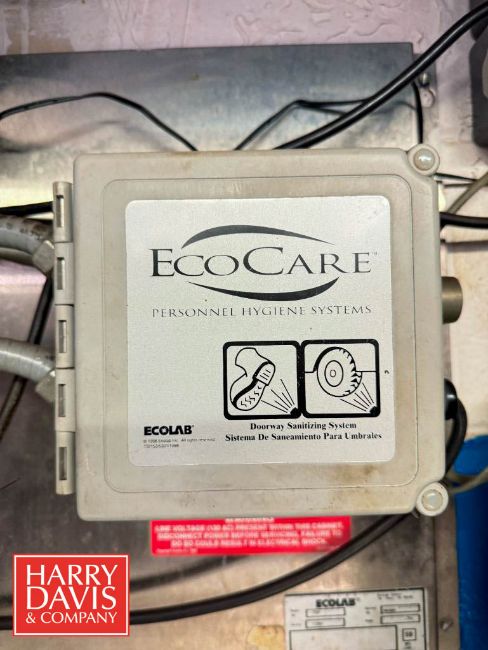 ECOCARE™
PERSONNEL HYGIENE SYSTEMS
ECOLAB®
Doorway Sanitizing System
Sistema De Saneamiento Para Umbrales
LINE VOLTAGE (120 AC) PRESENT WITHIN THIS CABINET.
DISCONNECT POWER BEFORE SERVICING. FAILURE TO
DO SO COULD RESULT IN ELECTRICAL SHOCK.
HARRY
DAVIS
& COMPANY
ECOLAB